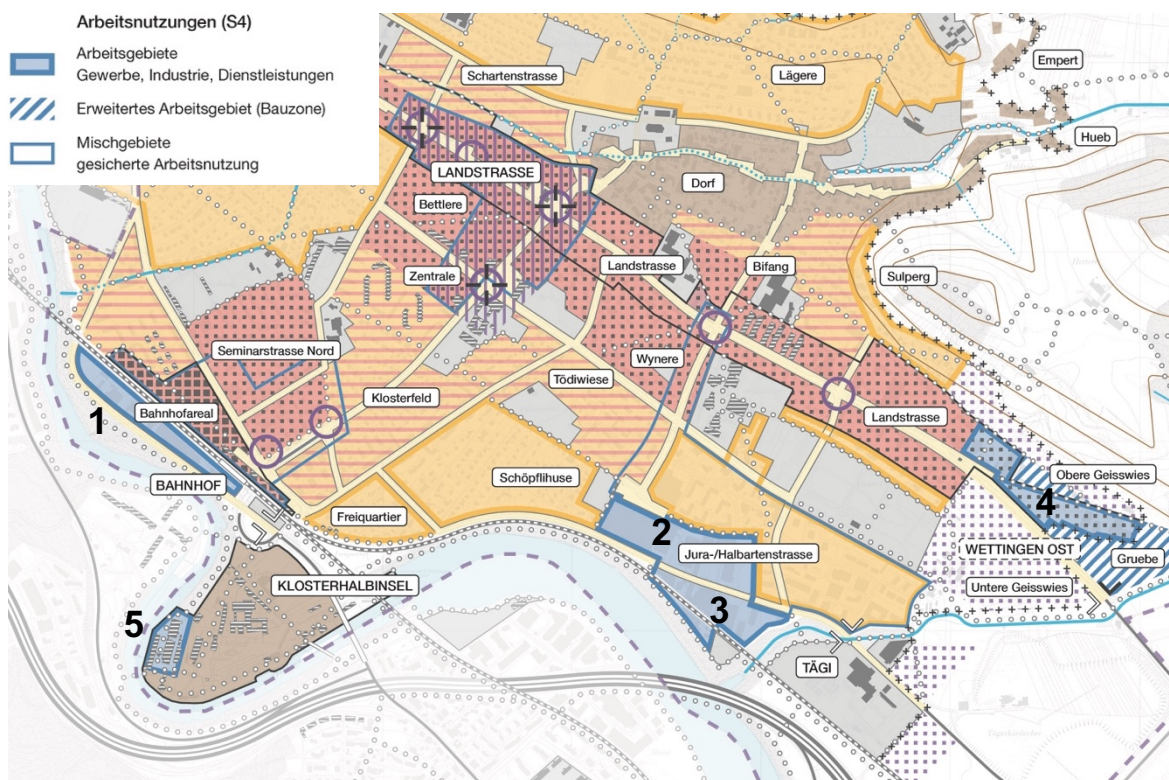 Arbeitsnutzungen (S4)
Arbeitsgebiete
Gewerbe, Industrie, Dienstleistungen
Erweitertes Arbeitsgebiet (Bauzone)
Mischgebiete
gesicherte Arbeitsnutzung
Schartenstrasse
Lägere
Empert
Hueb
LANDSTRASSE
Dorf
Bettlere
Zentrale
Landstrasse
Bifang
Sulperg
Seminarstrasse Nord
Wynere
Tödiwiese
Klosterfeld
1
Bahnhofareal
Landstrasse
BAHNHOF
Schöpflihuse
Obere Geisswies
4
Freiquartier
2
Jura-/Halbartenstrasse
WETTINGEN OST
Gruebe
KLOSTERHALBINSEL
Untere Geisswies
3
5
TÄGI